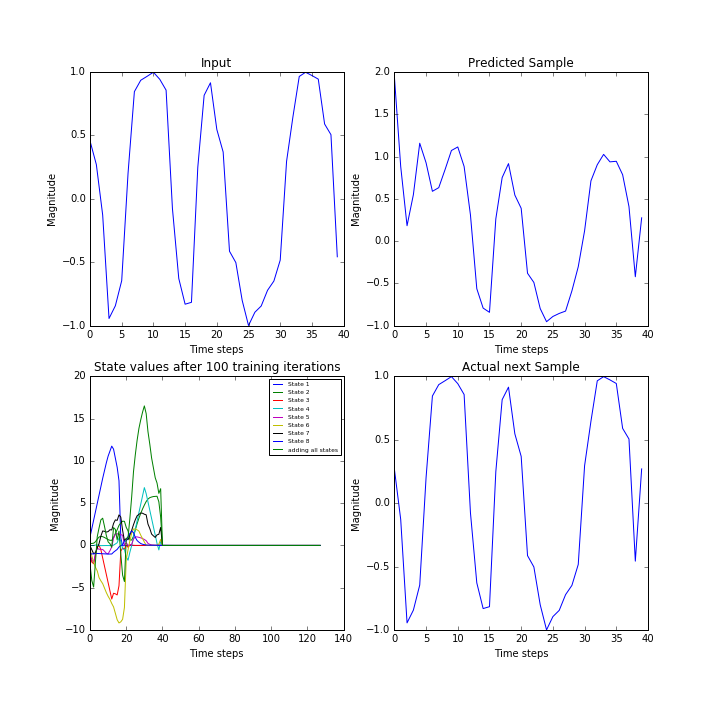 Input
1.0
0.5
0.0
−0.5
−1.0
Magnitude
0 5 10 15 20 25 30 35 40
Time steps
Predicted Sample
2.0
1.5
1.0
0.5
0.0
−0.5
−1.0
Magnitude
0 5 10 15 20 25 30 35 40
Time steps
State values after 100 training iterations
20
15
10
5
0
−5
−10
Magnitude
State 1
State 2
State 3
State 4
State 5
State 6
State 7
State 8
adding all states
0 20 40 60 80 100 120 140
Time steps
Actual next Sample
1.0
0.5
0.0
−0.5
−1.0
Magnitude
0 5 10 15 20 25 30 35 40
Time steps